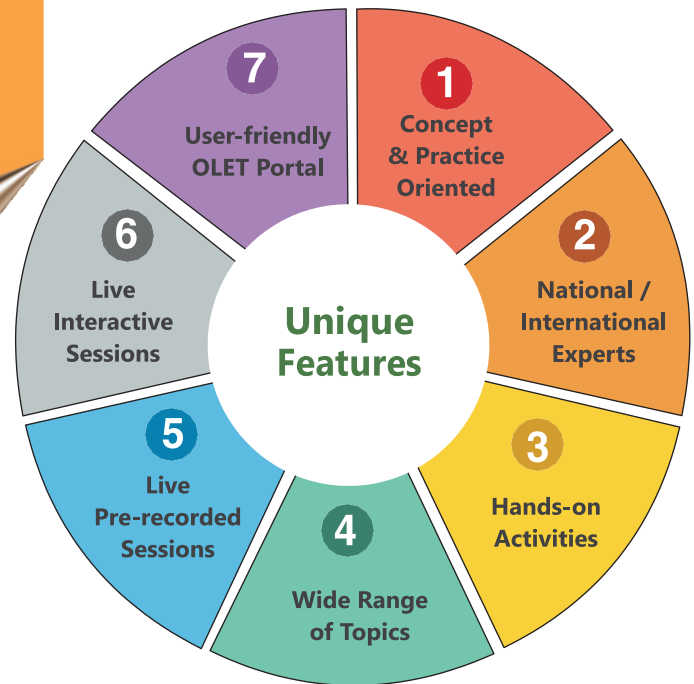 Unique
Features
1
Concept
& Practice
Oriented
2
National /
International
Experts
3
Hands-on
Activities
4
Wide Range
of Topics
5
Live
Pre-recorded
Sessions
6
Live
Interactive
Sessions
7
User-friendly
OLET Portal